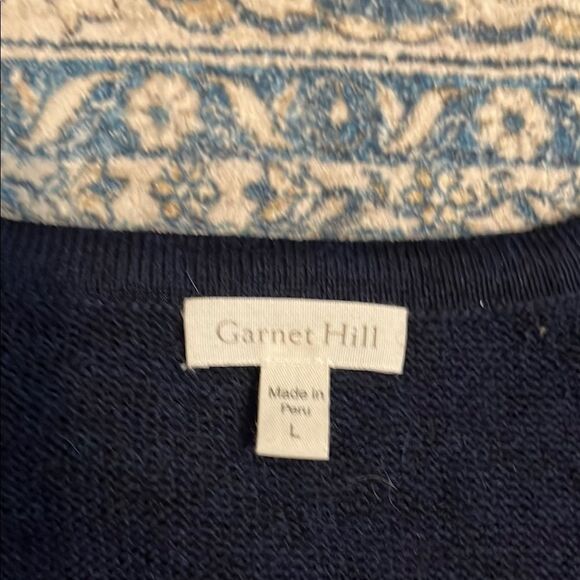 Garnet Hill
Made in
Peru
L